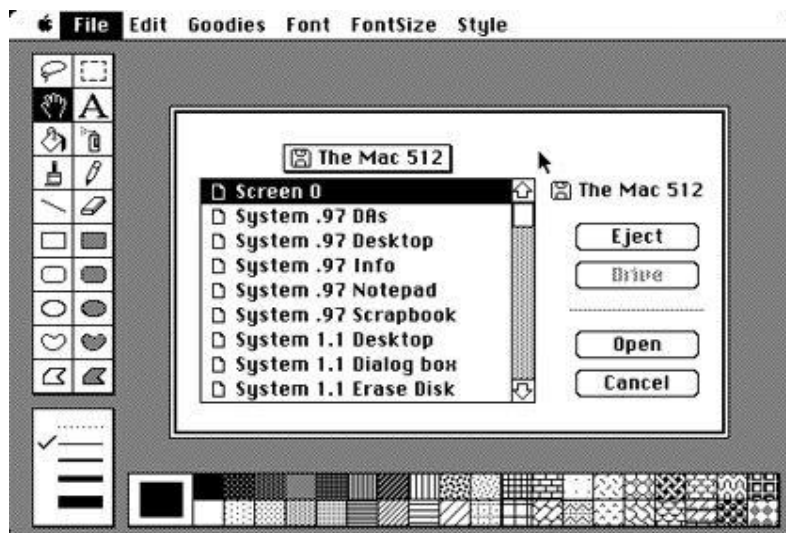 File Edit Goodies Font FontSize Style
A
The Mac 512
The Mac 512
Screen 0
System .97 DAs
System .97 Desktop
System .97 Info
System .97 Notepad
System .97 Scrapbook
System 1.1 Desktop
System 1.1 Dialog box
System 1.1 Erase Disk
Eject
Drive
Open
Cancel